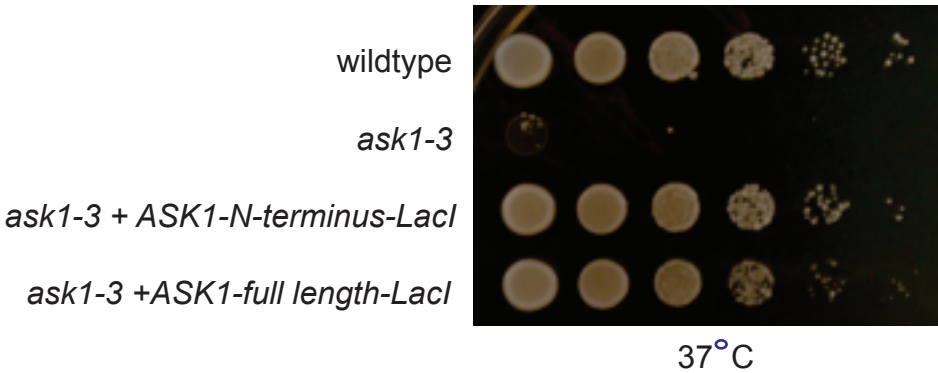 wildtype
ask1-3
ask1-3 + ASK1-N-terminus-LacI
ask1-3 +ASK1-full length-LacI
37°C